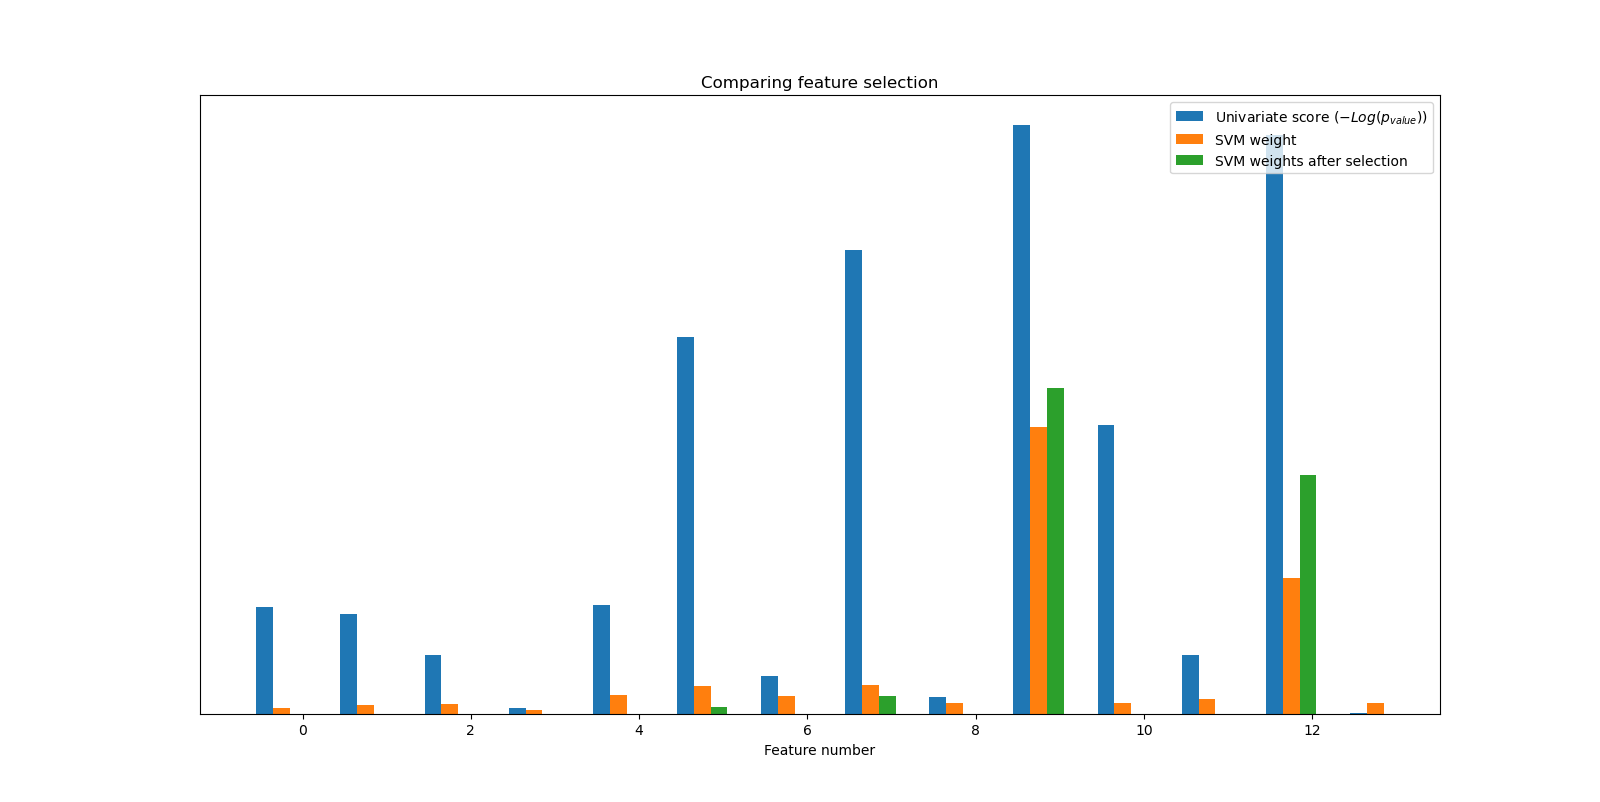 Comparing feature selection
Univariate score (−Log(p_value))
SVM weight
SVM weights after selection
0 2 4 6 8 10 12
Feature number